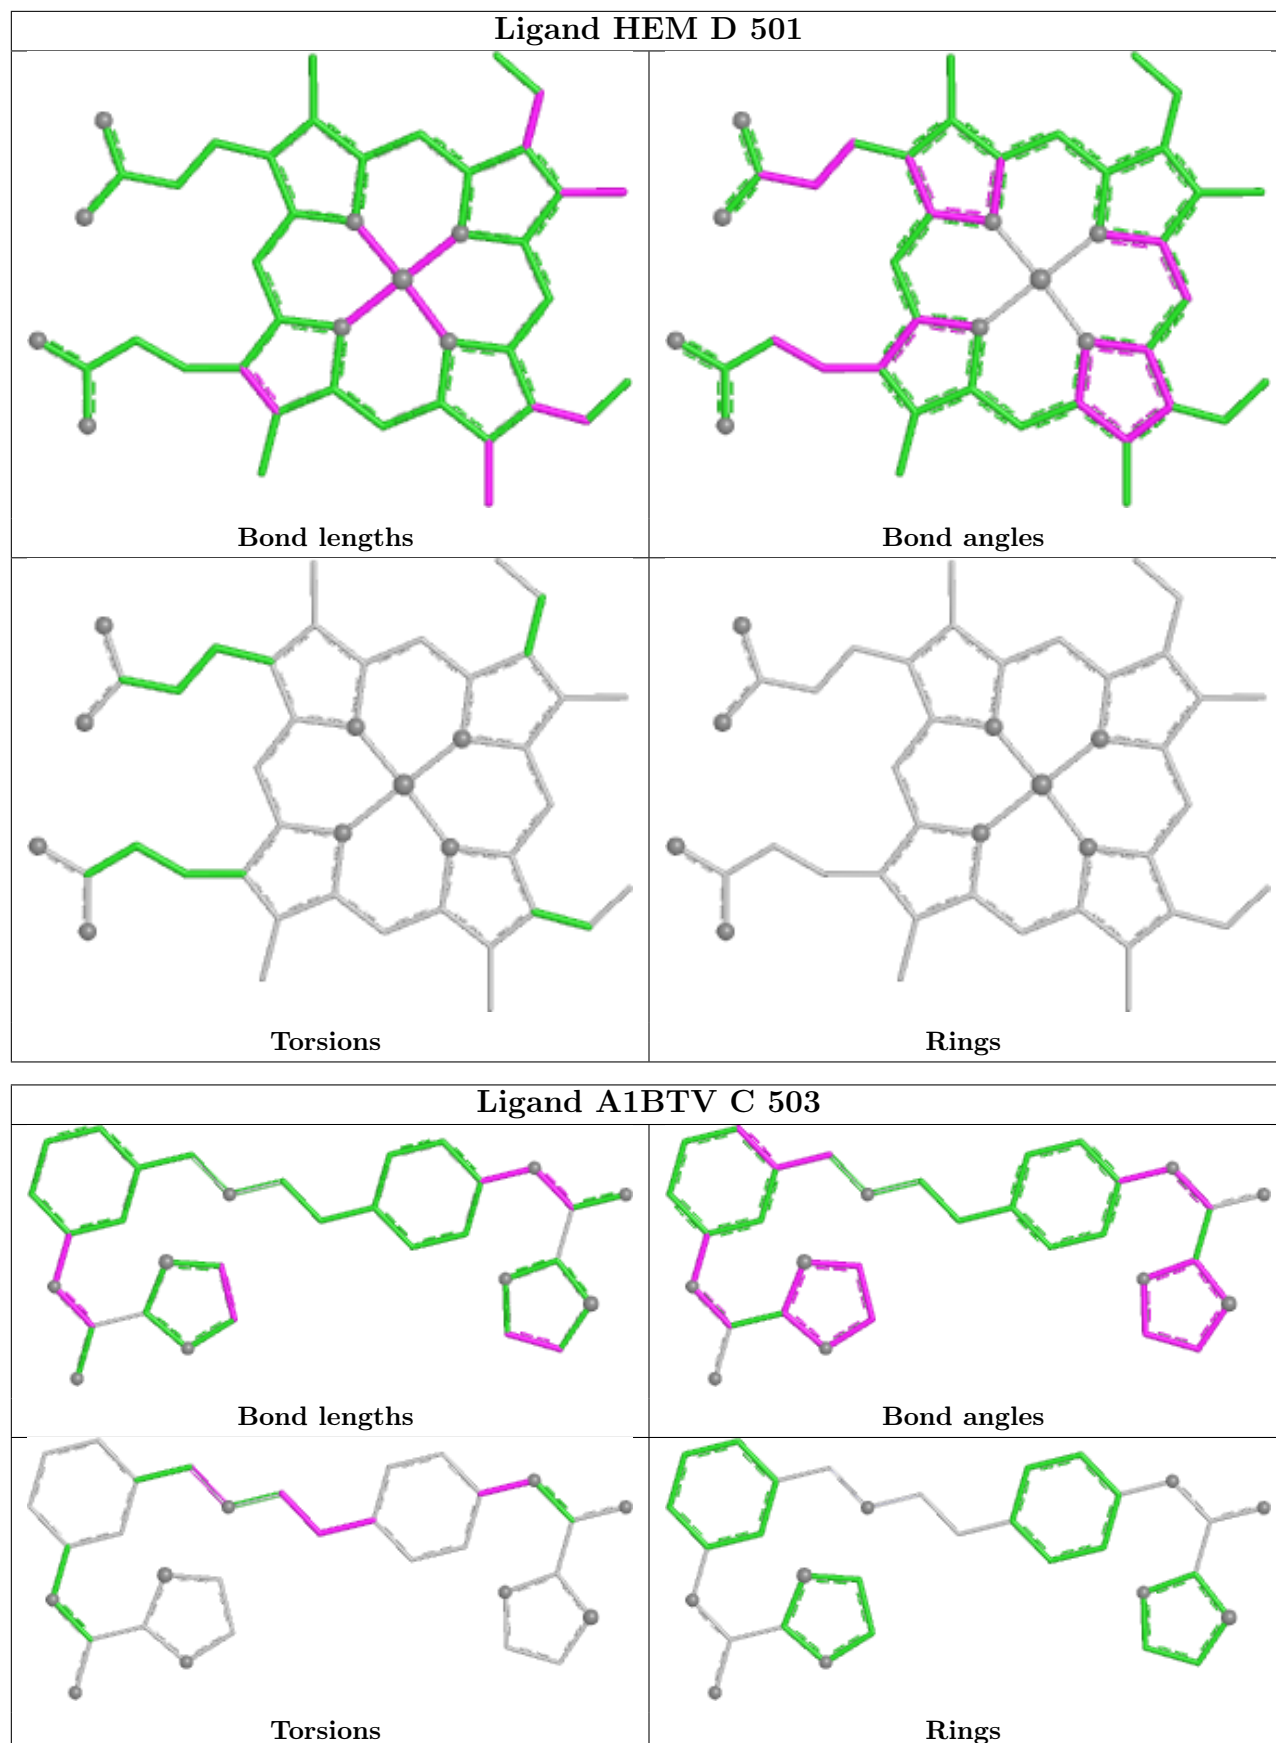 Ligand HEM D 501
Bond lengths
Bond angles
Torsions
Rings
Ligand A1BTV C 503
Bond lengths
Bond angles
Torsions
Rings